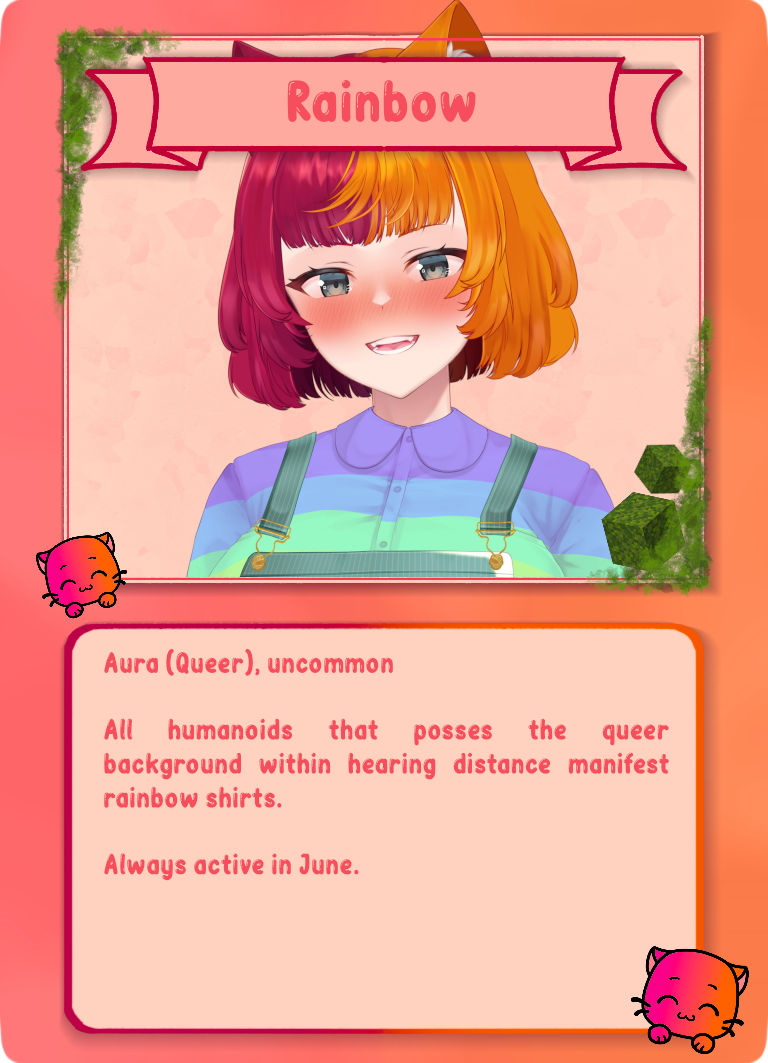 Rainbow
Aura (Queer), uncommon
All humanoids that posses the queer
background within hearing distance manifest
rainbow shirts.
Always active in June.